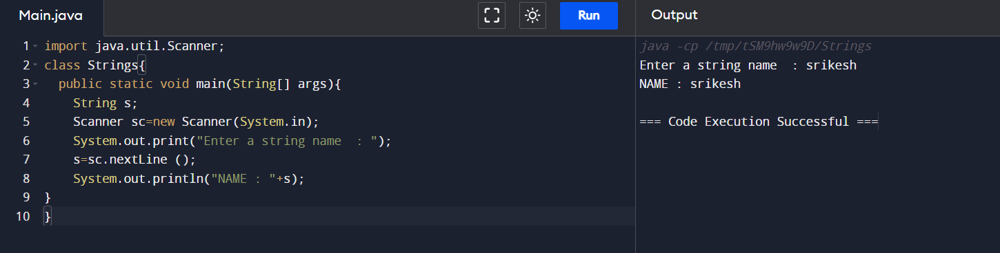 Main.java
Run
1 import java.util.Scanner;
2 class Strings{
3   public static void main(String[] args){
4     String s;
5     Scanner sc=new Scanner(System.in);
6     System.out.print("Enter a string name  : ");
7     s=sc.nextLine ();
8     System.out.println("NAME : "+s);
9 }
10 }
Output
java -cp /tmp/tSM9hw9w9D/Strings
Enter a string name  : srikesh
NAME : srikesh
=== Code Execution Successful ===